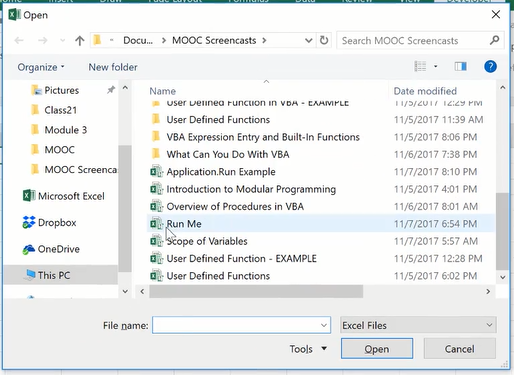 Open
Docu... MOOC Screencasts
Search MOOC Screencasts
Organize New folder
Name Date modified
Pictures
Class21
Module 3
MOOC
MOOC Screenca
Microsoft Excel
Dropbox
OneDrive
This PC
User Defined Function in VBA - EXAMPLE 11/5/2017 12:29 PM
User Defined Functions 11/5/2017 11:39 AM
VBA Expression Entry and Built-In Functions 11/5/2017 8:06 PM
What Can You Do With VBA 11/6/2017 7:38 PM
Application.Run Example 11/7/2017 8:10 PM
Introduction to Modular Programming 11/5/2017 4:01 PM
Overview of Procedures in VBA 11/6/2017 8:01 AM
Run Me 11/7/2017 6:54 PM
Scope of Variables 11/7/2017 5:57 AM
User Defined Function - EXAMPLE 11/5/2017 12:28 PM
User Defined Functions 11/5/2017 6:02 PM
File name: Excel Files
Tools Open Cancel